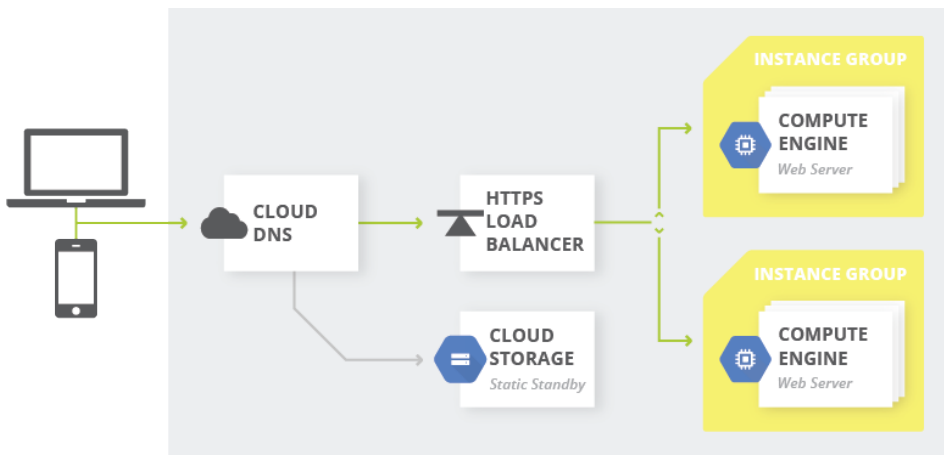 INSTANCE GROUP
COMPUTE
ENGINE
Web Server
CLOUD
DNS
HTTPS
LOAD
BALANCER
INSTANCE GROUP
COMPUTE
ENGINE
Web Server
CLOUD
STORAGE
Static Standby